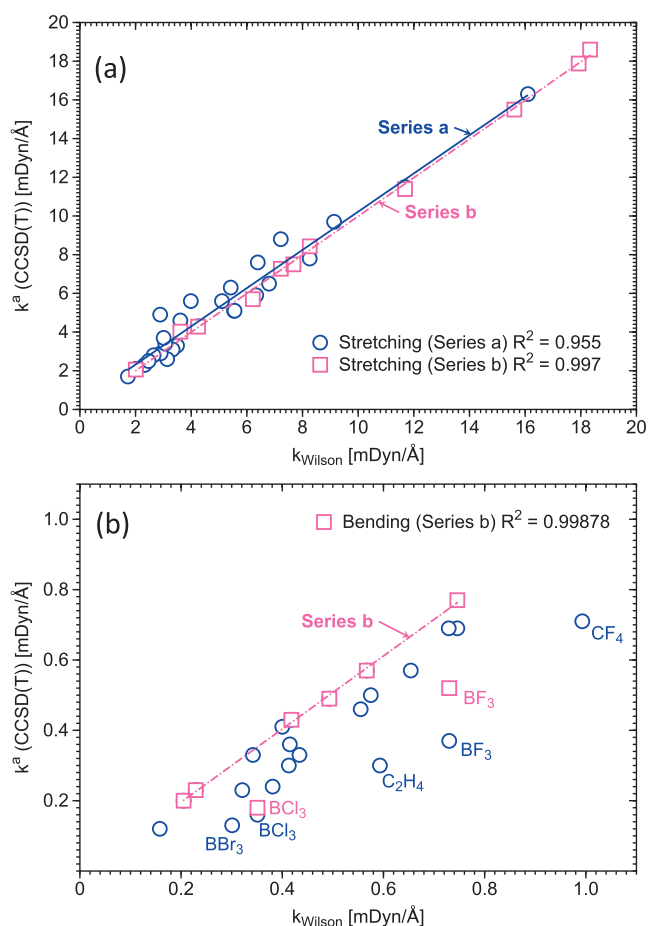 20
18
16
14
12
10
8
6
4
2
0
(a)
Series a
Series b
Stretching (Series a) R² = 0.955
Stretching (Series b) R² = 0.997
kᵃ (CCSD(T)) [mDyn/Å]
0 2 4 6 8 10 12 14 16 18 20
k_Wilson [mDyn/Å]
(b)
Bending (Series b) R² = 0.99878
1.0
0.8
0.6
0.4
0.2
0
Series b
CF₄
BF₃
BF₃
C₂H₄
BCl₃
BCl₃
BBr₃
kᵃ (CCSD(T)) [mDyn/Å]
0 0.2 0.4 0.6 0.8 1.0
k_Wilson [mDyn/Å]